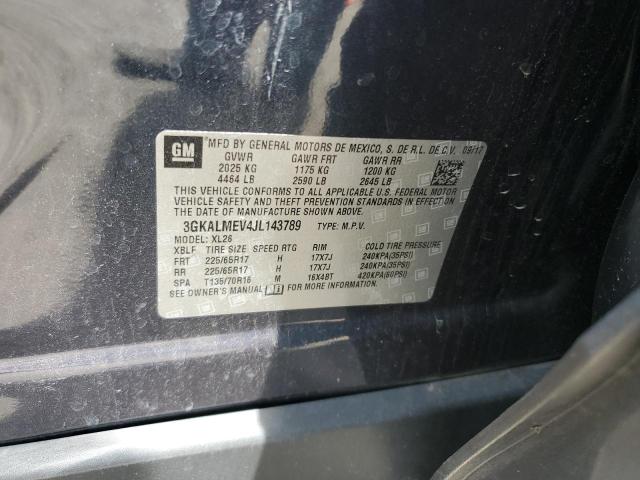 GM MFD BY GENERAL MOTORS DE MEXICO, S. DE R.L. DE C.V. 09/17
GVWR GAWR FRT GAWR RR
2025 KG 1175 KG 1200 KG
4464 LB 2590 LB 2645 LB
THIS VEHICLE CONFORMS TO ALL APPLICABLE U.S. FEDERAL MOTOR
VEHICLE SAFETY AND THEFT PREVENTION STANDARDS IN EFFECT ON
THE DATE OF MANUFACTURE SHOWN ABOVE.
3GKALMEV4JL143789 TYPE: M.P.V.
MODEL: XL26
XBLF TIRE SIZE SPEED RTG RIM COLD TIRE PRESSURE
FRT 225/65R17 H 17X7J 240KPA(35PSI)
RR 225/65R17 H 17X7J 240KPA(35PSI)
SPA T135/70R16 M 16X4BT 420KPA(60PSI)
SEE OWNER'S MANUAL FOR MORE INFORMATION.